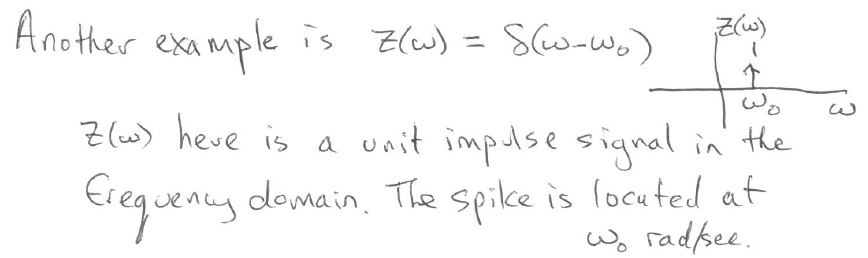 Another example is Z(ω) = δ(ω-ω₀)
Z(ω)
1
ω₀
ω
Z(ω) here is a unit impulse signal in the
frequency domain. The spike is located at
ω₀ rad/sec.